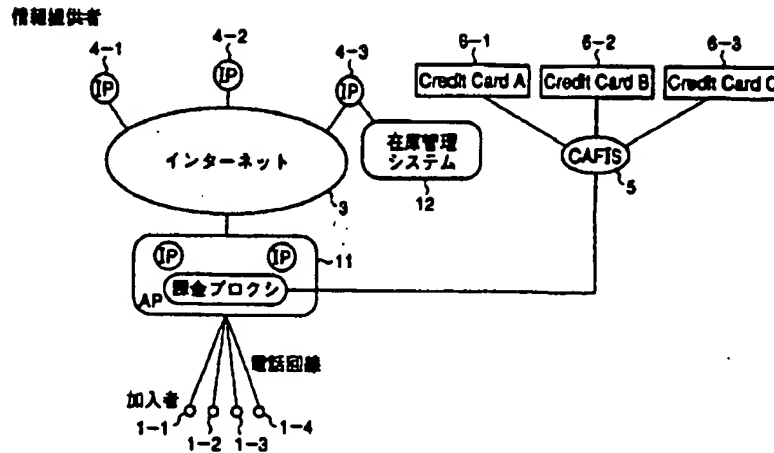 情報提供者
4-1
4-2
4-3
6-1
6-2
6-3
IP
IP
IP
Credit Card A
Credit Card B
Credit Card C
インターネット
在庫管理
システム
CAFIS
5
3
12
IP
IP
11
AP
課金プロクシ
電話回線
加入者
1-1
1-2
1-3
1-4